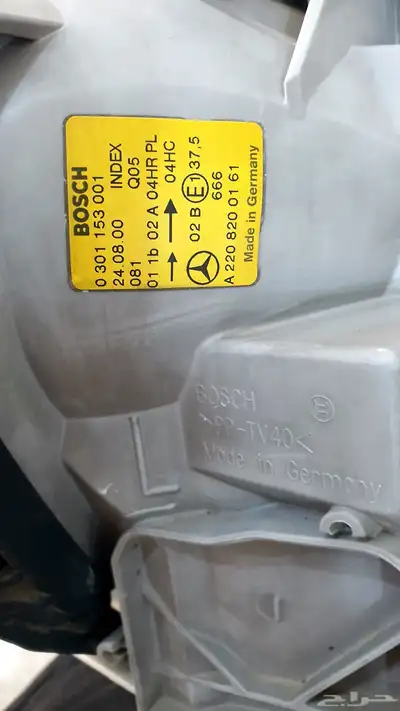 BOSCH
0 301 153 001
24.08.00 INDEX
081 Q05
01 1b 02 A 04HR PL
→ → 04HC
02 B E1 37,5
666
A 220 820 01 61
Made in Germany
BOSCH
>PP-TV40<
Made in Germany
L
حراج